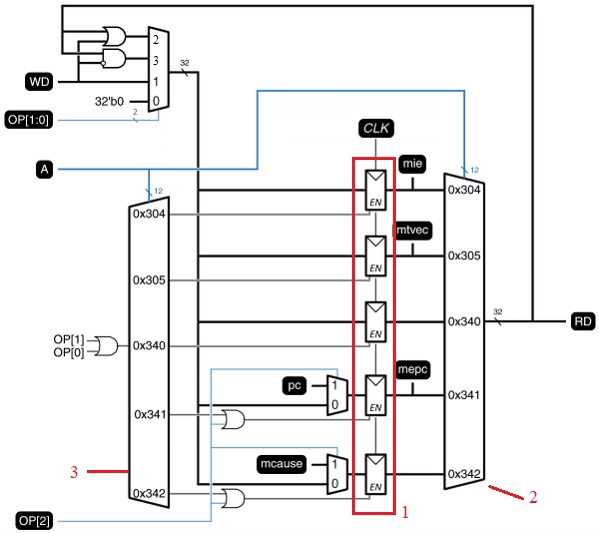 2
3
1
0
32
WD
32'b0
2
OP[1:0]
CLK
A
12
12
mie
0x304
0x304
EN
mtvec
0x305
0x305
EN
32
RD
OP[1]
OP[0]
0x340
0x340
EN
pc
1
0
mepc
0x341
0x341
EN
mcause
1
0
0x342
0x342
EN
3
2
1
OP[2]